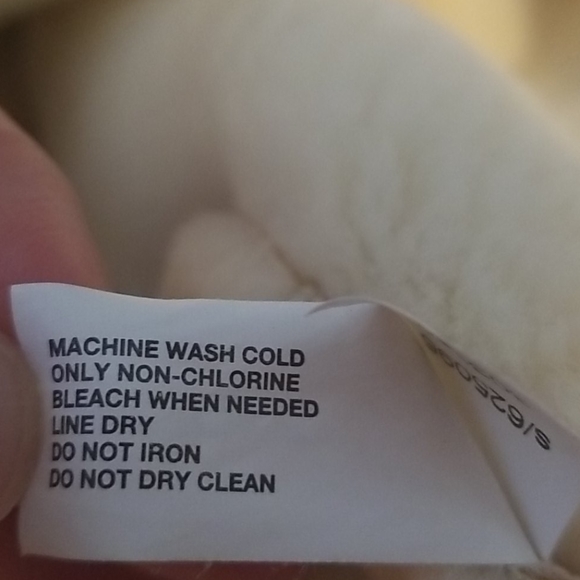 MACHINE WASH COLD
ONLY NON-CHLORINE
BLEACH WHEN NEEDED
LINE DRY
DO NOT IRON
DO NOT DRY CLEAN